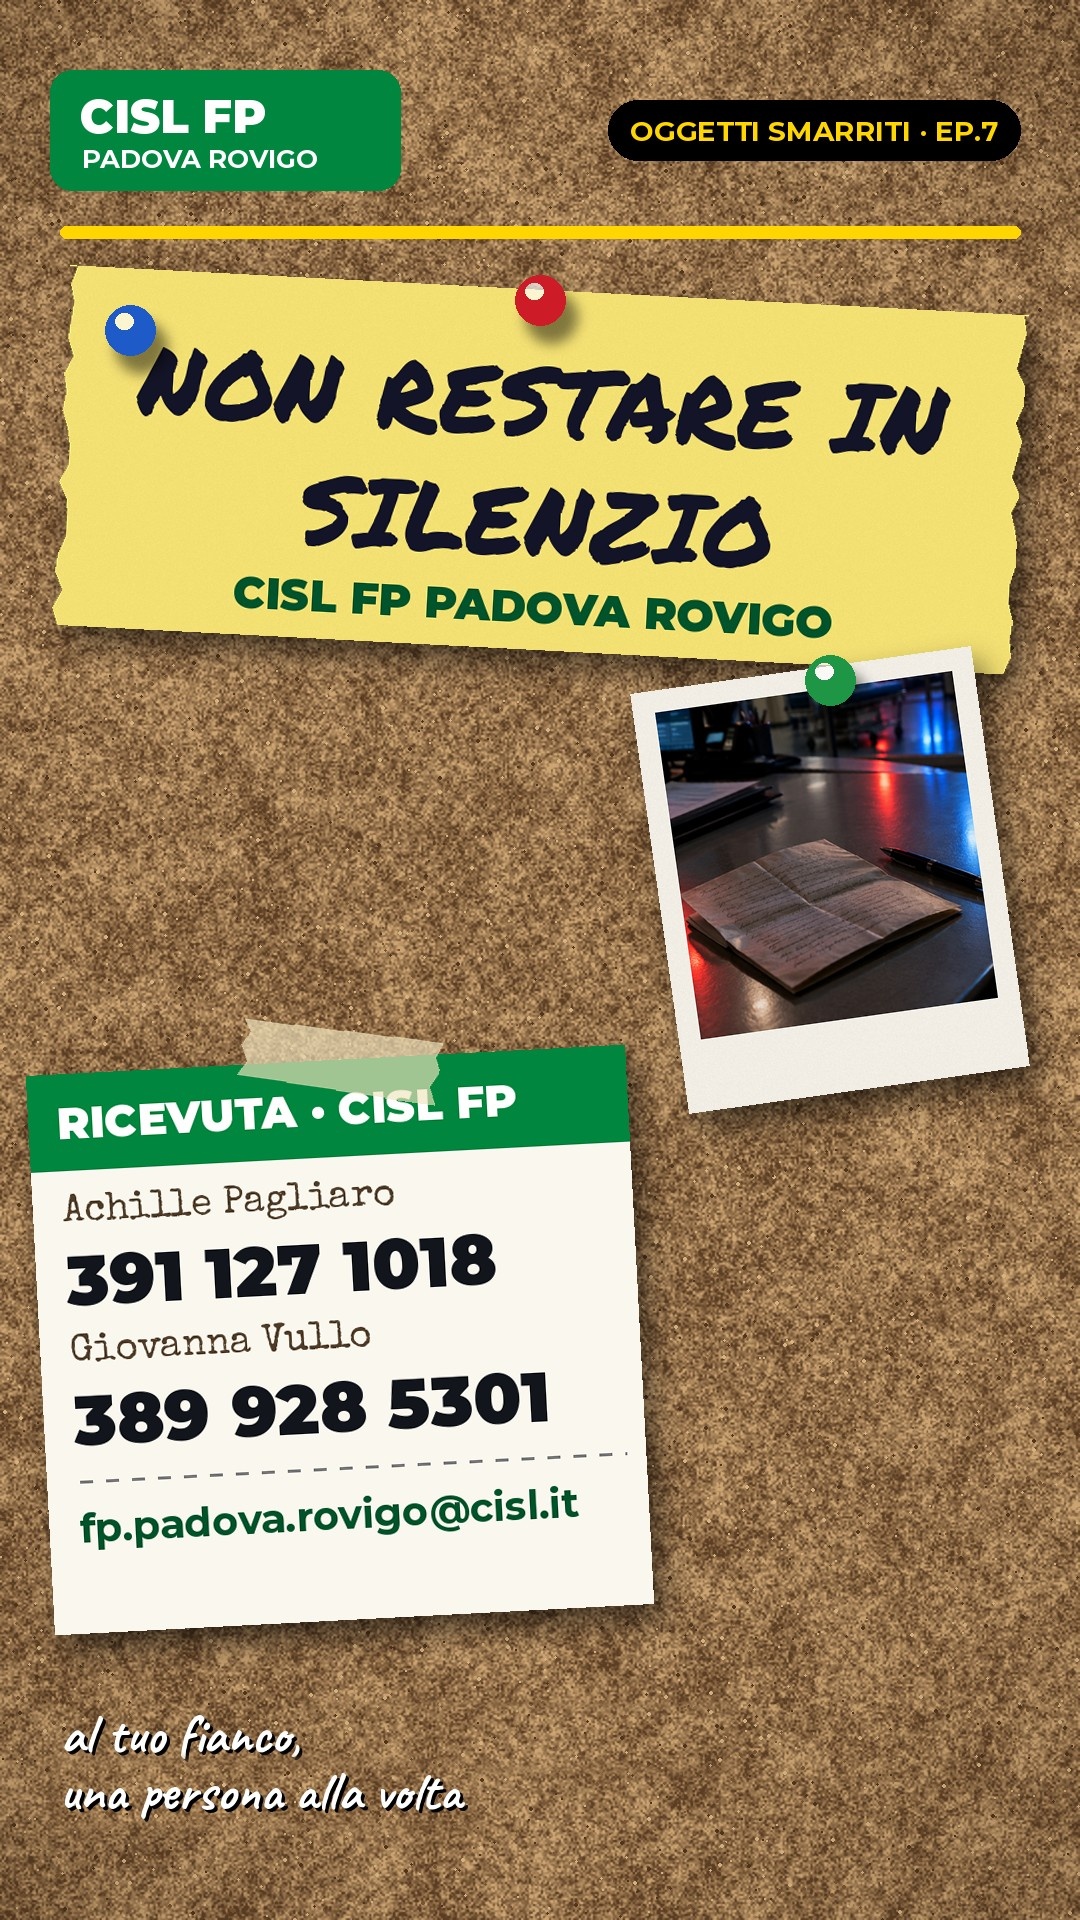 CISL FP
PADOVA ROVIGO
OGGETTI SMARRITI · EP.7
NON RESTARE IN
SILENZIO
CISL FP PADOVA ROVIGO
RICEVUTA • CISL FP
Achille Pagliaro
391 127 1018
Giovanna Vullo
389 928 5301
fp.padova.rovigo@cisl.it
al tuo fianco,
una persona alla volta